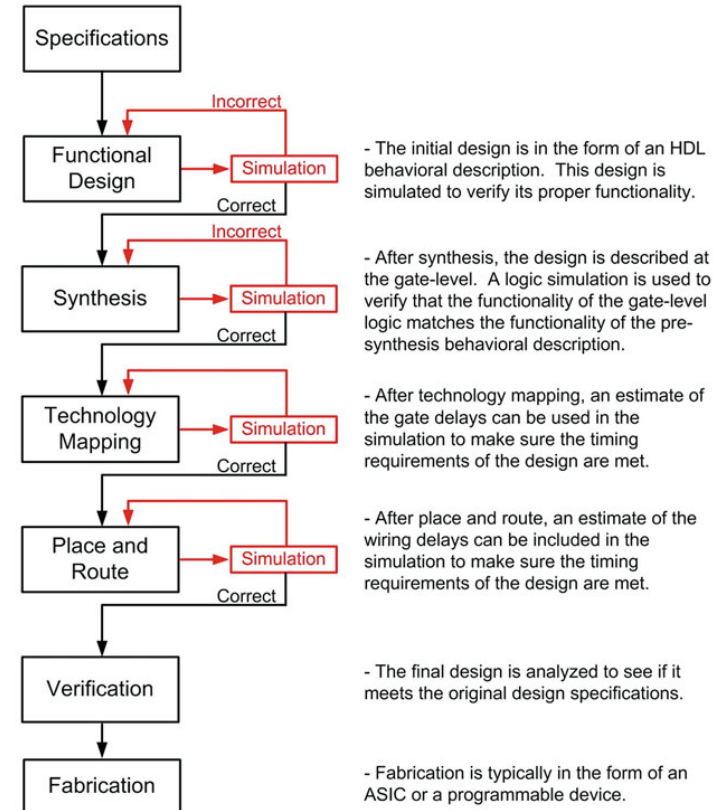 Specifications
Incorrect
Functional
Design
Simulation
Correct
- The initial design is in the form of an HDL
behavioral description. This design is
simulated to verify its proper functionality.
Incorrect
Synthesis
Simulation
Correct
- After synthesis, the design is described at
the gate-level. A logic simulation is used to
verify that the functionality of the gate-level
logic matches the functionality of the pre-
synthesis behavioral description.
Technology
Mapping
Simulation
Correct
- After technology mapping, an estimate of
the gate delays can be used in the
simulation to make sure the timing
requirements of the design are met.
Place and
Route
Simulation
Correct
- After place and route, an estimate of the
wiring delays can be included in the
simulation to make sure the timing
requirements of the design are met.
Verification
- The final design is analyzed to see if it
meets the original design specifications.
Fabrication
- Fabrication is typically in the form of an
ASIC or a programmable device.